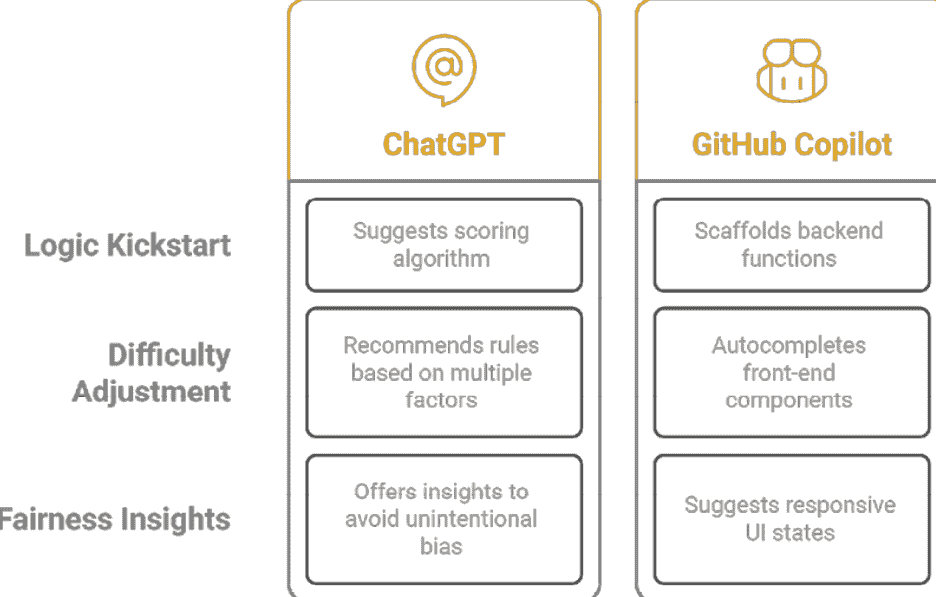 ChatGPT
GitHub Copilot
Logic Kickstart
Suggests scoring
algorithm
Scaffolds backend
functions
Difficulty
Adjustment
Recommends rules
based on multiple
factors
Autocompletes
front-end
components
Fairness Insights
Offers insights to
avoid unintentional
bias
Suggests responsive
UI states